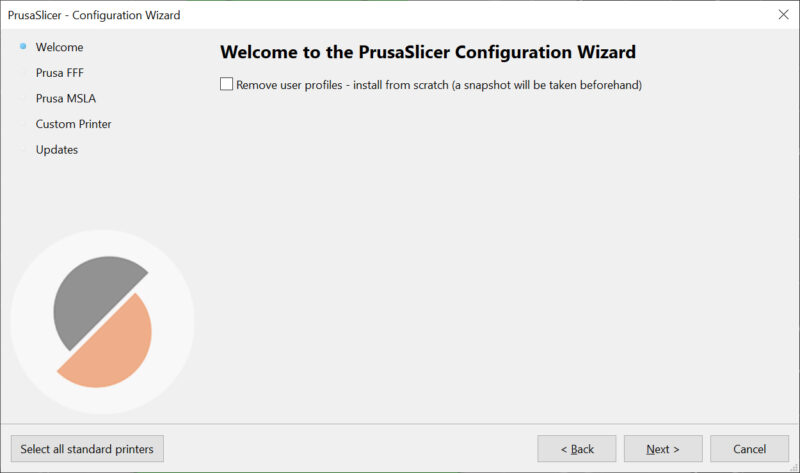 PrusaSlicer - Configuration Wizard
Welcome
Prusa FFF
Prusa MSLA
Custom Printer
Updates
Welcome to the PrusaSlicer Configuration Wizard
Remove user profiles - install from scratch (a snapshot will be taken beforehand)
Select all standard printers
< Back
Next >
Cancel